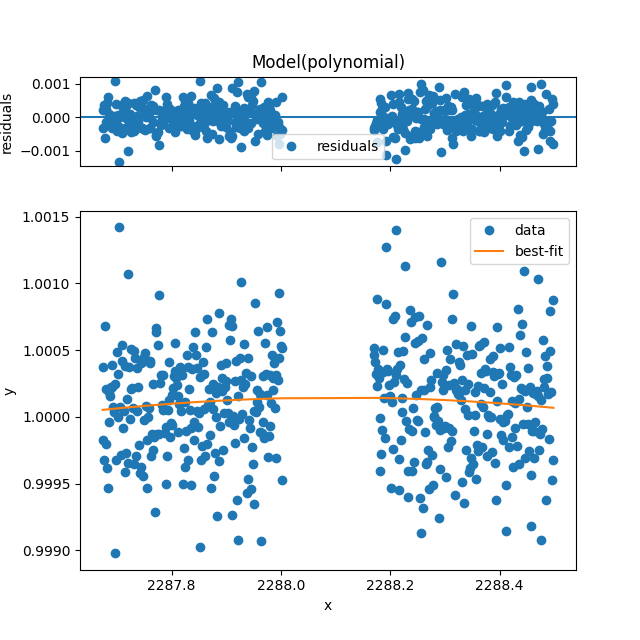 Model(polynomial)
0.001
0.000
−0.001
residuals
residuals
1.0015
1.0010
1.0005
1.0000
0.9995
0.9990
y
data
best-fit
2287.8
2288.0
2288.2
2288.4
x